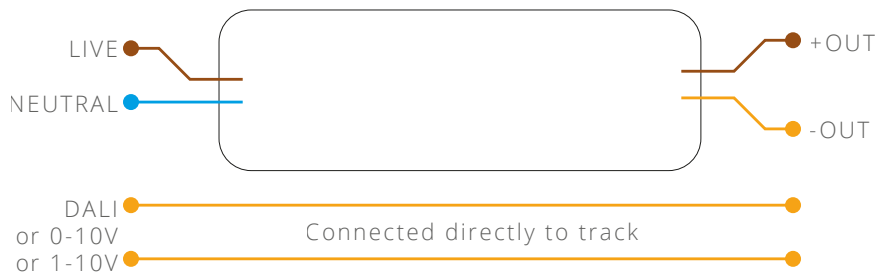 LIVE
+OUT
NEUTRAL
-OUT
DALI
or 0-10V
or 1-10V
Connected directly to track